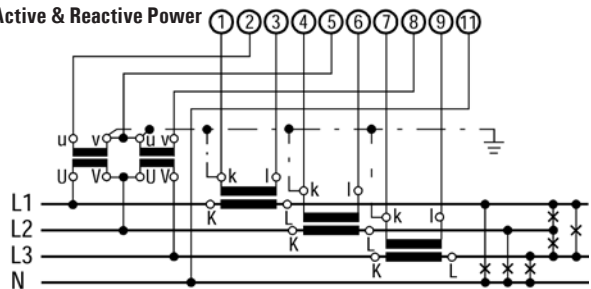 Active & Reactive Power 1 2 3 4 5 6 7 8 9 11
u v u v
k l k l k l
U V U V
L1
K L
L2
K L
L3
K L
N